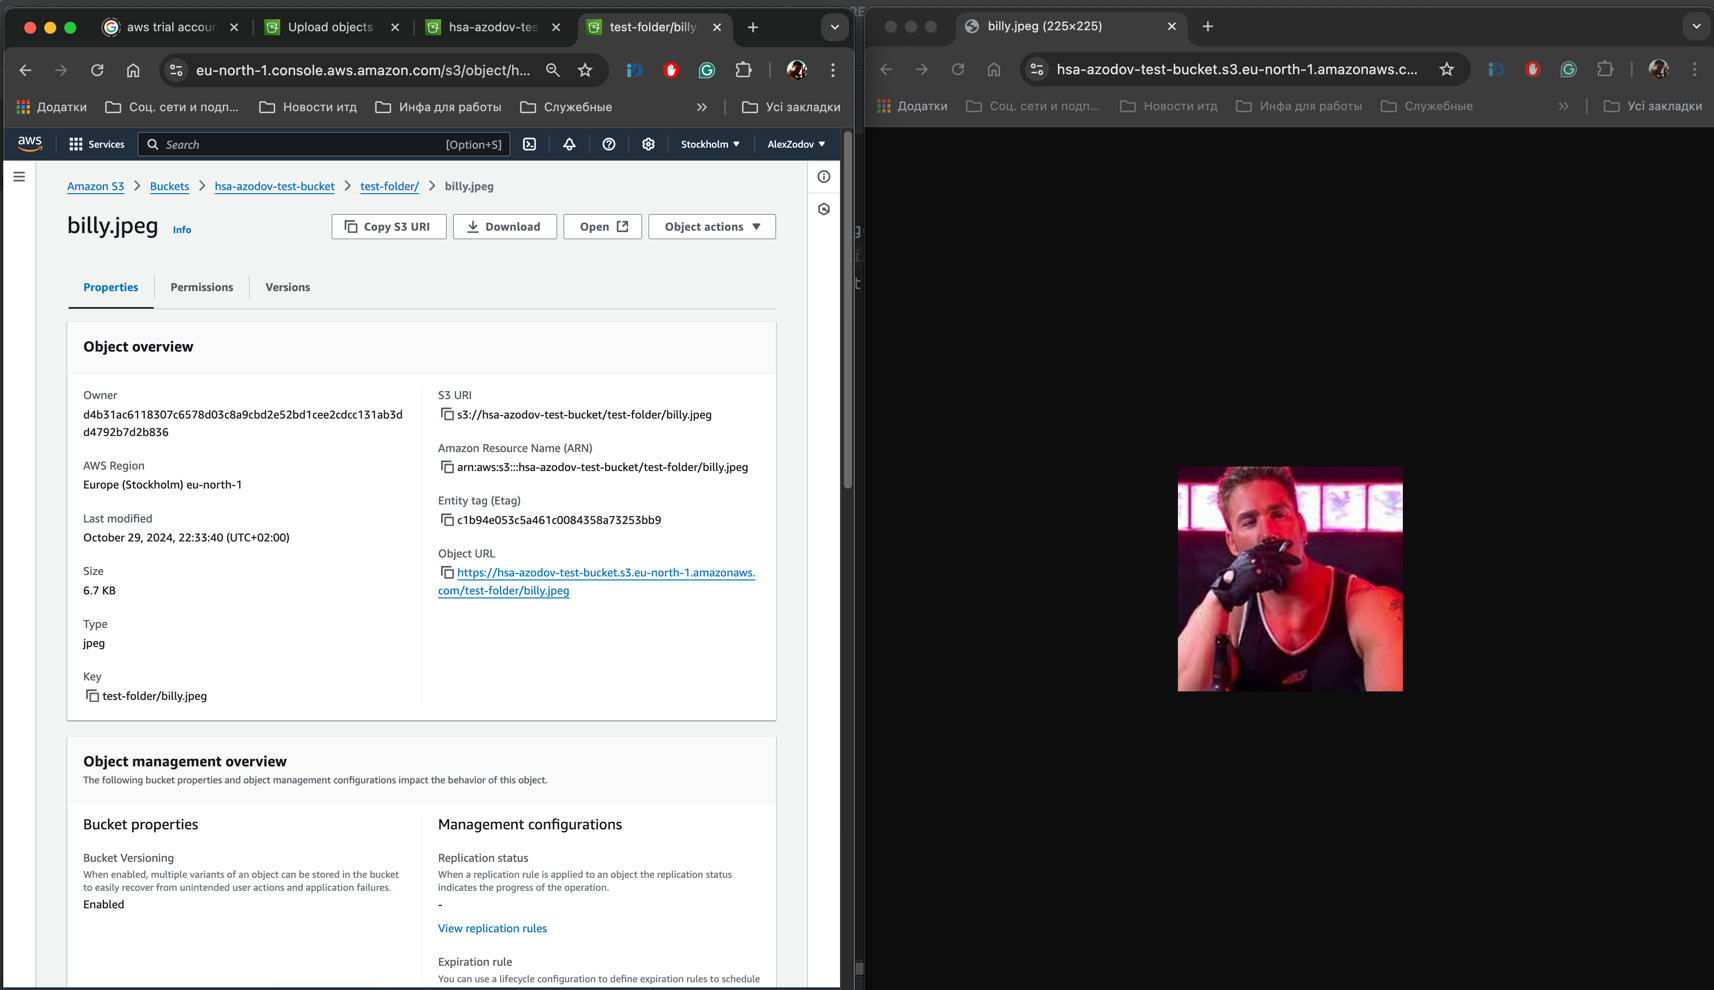 aws trial accoun
Upload objects
hsa-azodov-tes
test-folder/billy.
eu-north-1.console.aws.amazon.com/s3/object/h...
Додатки
Соц. сети и подп...
Новости итд
Инфа для работы
Служебные
»
Усі закладки
aws
Services
Search
[Option+S]
Stockholm
AlexZodov
Amazon S3 > Buckets > hsa-azodov-test-bucket > test-folder/ > billy.jpeg
billy.jpeg
Info
Copy S3 URI
Download
Open
Object actions
Properties
Permissions
Versions
Object overview
Owner
d4b31ac6118307c6578d03c8a9cbd2e52bd1cee2cdcc131ab3d
d4792b7d2b836
AWS Region
Europe (Stockholm) eu-north-1
Last modified
October 29, 2024, 22:33:40 (UTC+02:00)
Size
6.7 KB
Type
jpeg
Key
test-folder/billy.jpeg
S3 URI
s3://hsa-azodov-test-bucket/test-folder/billy.jpeg
Amazon Resource Name (ARN)
arn:aws:s3:::hsa-azodov-test-bucket/test-folder/billy.jpeg
Entity tag (Etag)
c1b94e053c5a461c0084358a73253bb9
Object URL
https://hsa-azodov-test-bucket.s3.eu-north-1.amazonaws.
com/test-folder/billy.jpeg
Object management overview
The following bucket properties and object management configurations impact the behavior of this object.
Bucket properties
Bucket Versioning
When enabled, multiple variants of an object can be stored in the bucket
to easily recover from unintended user actions and application failures.
Enabled
Management configurations
Replication status
When a replication rule is applied to an object the replication status
indicates the progress of the operation.
-
View replication rules
Expiration rule
You can use a lifecycle configuration to define expiration rules to schedule
billy.jpeg (225×225)
hsa-azodov-test-bucket.s3.eu-north-1.amazonaws.c...
Додатки
Соц. сети и подп...
Новости итд
Инфа для работы
Служебные
»
Усі закладки